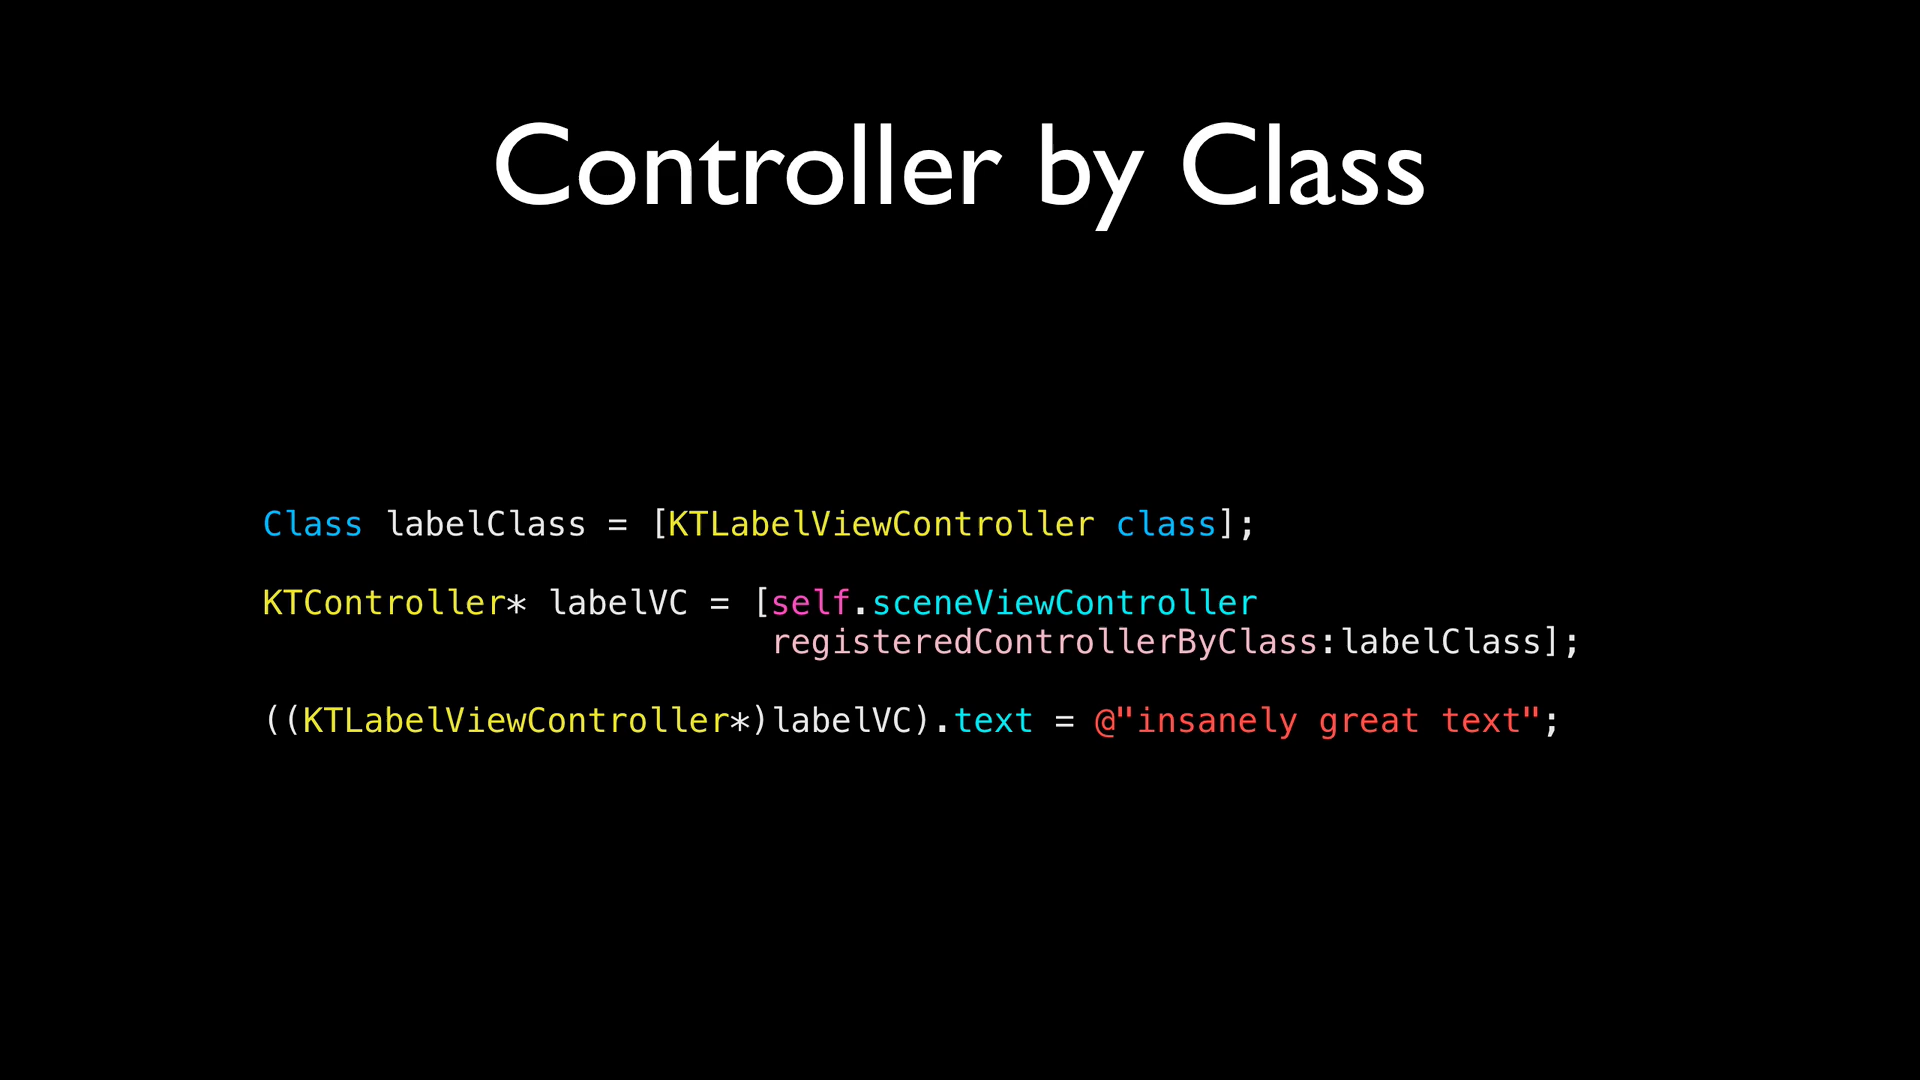 Controller by Class
Class labelClass = [KTLabelViewController class];
KTController* labelVC = [self.sceneViewController
registeredControllerByClass:labelClass];
((KTLabelViewController*)labelVC).text = @"insanely great text";